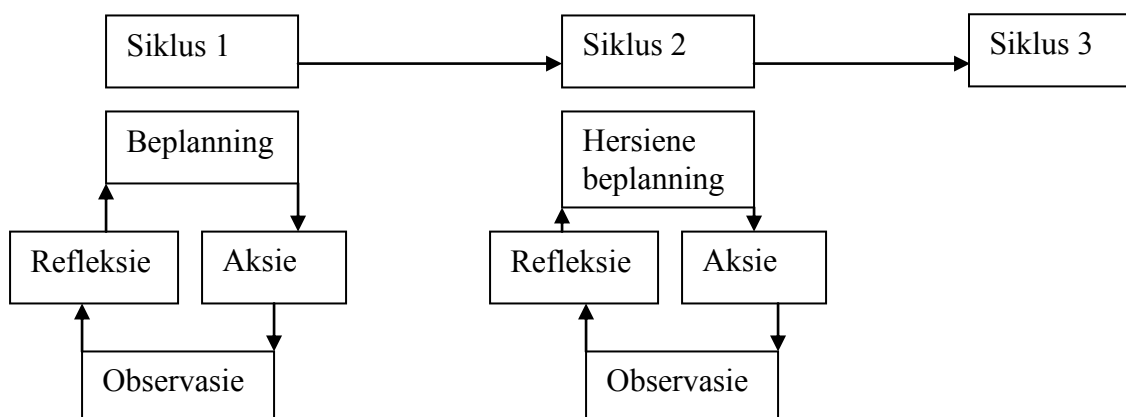 Siklus 1
Siklus 2
Siklus 3
Beplanning
Hersiene
beplanning
Refleksie
Aksie
Refleksie
Aksie
Observasie
Observasie